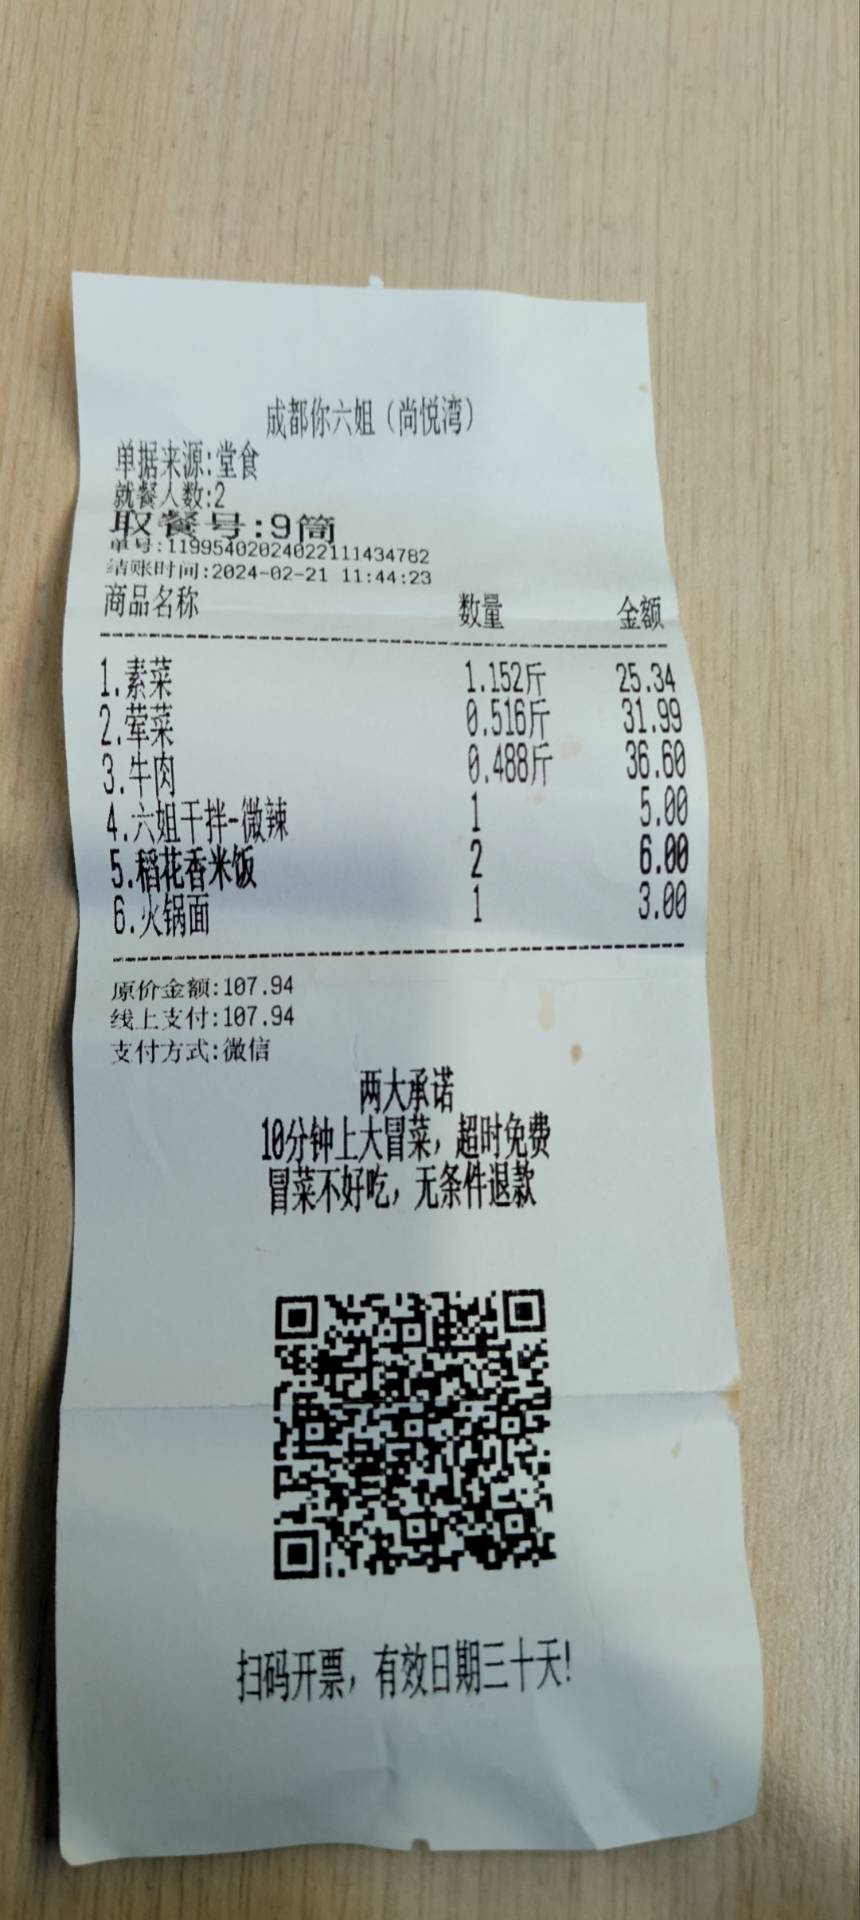 成都你六姐（尚悦湾）
单据来源:堂食
就餐人数:2
取餐号:9筒
单号:119954020240221114347​82
结账时间:2024-02-21 11:44:23
商品名称 数量 金额
1.素菜 1.152斤 25.34
2.荤菜 0.516斤 31.99
3.牛肉 0.488斤 36.60
4.六姐干拌-微辣 1 5.00
5.稻花香米饭 2 6.00
6.火锅面 1 3.00
原价金额:107.94
线上支付:107.94
支付方式:微信
两大承诺
10分钟上大冒菜，超时免费
冒菜不好吃，无条件退款
扫码开票，有效日期三十天!